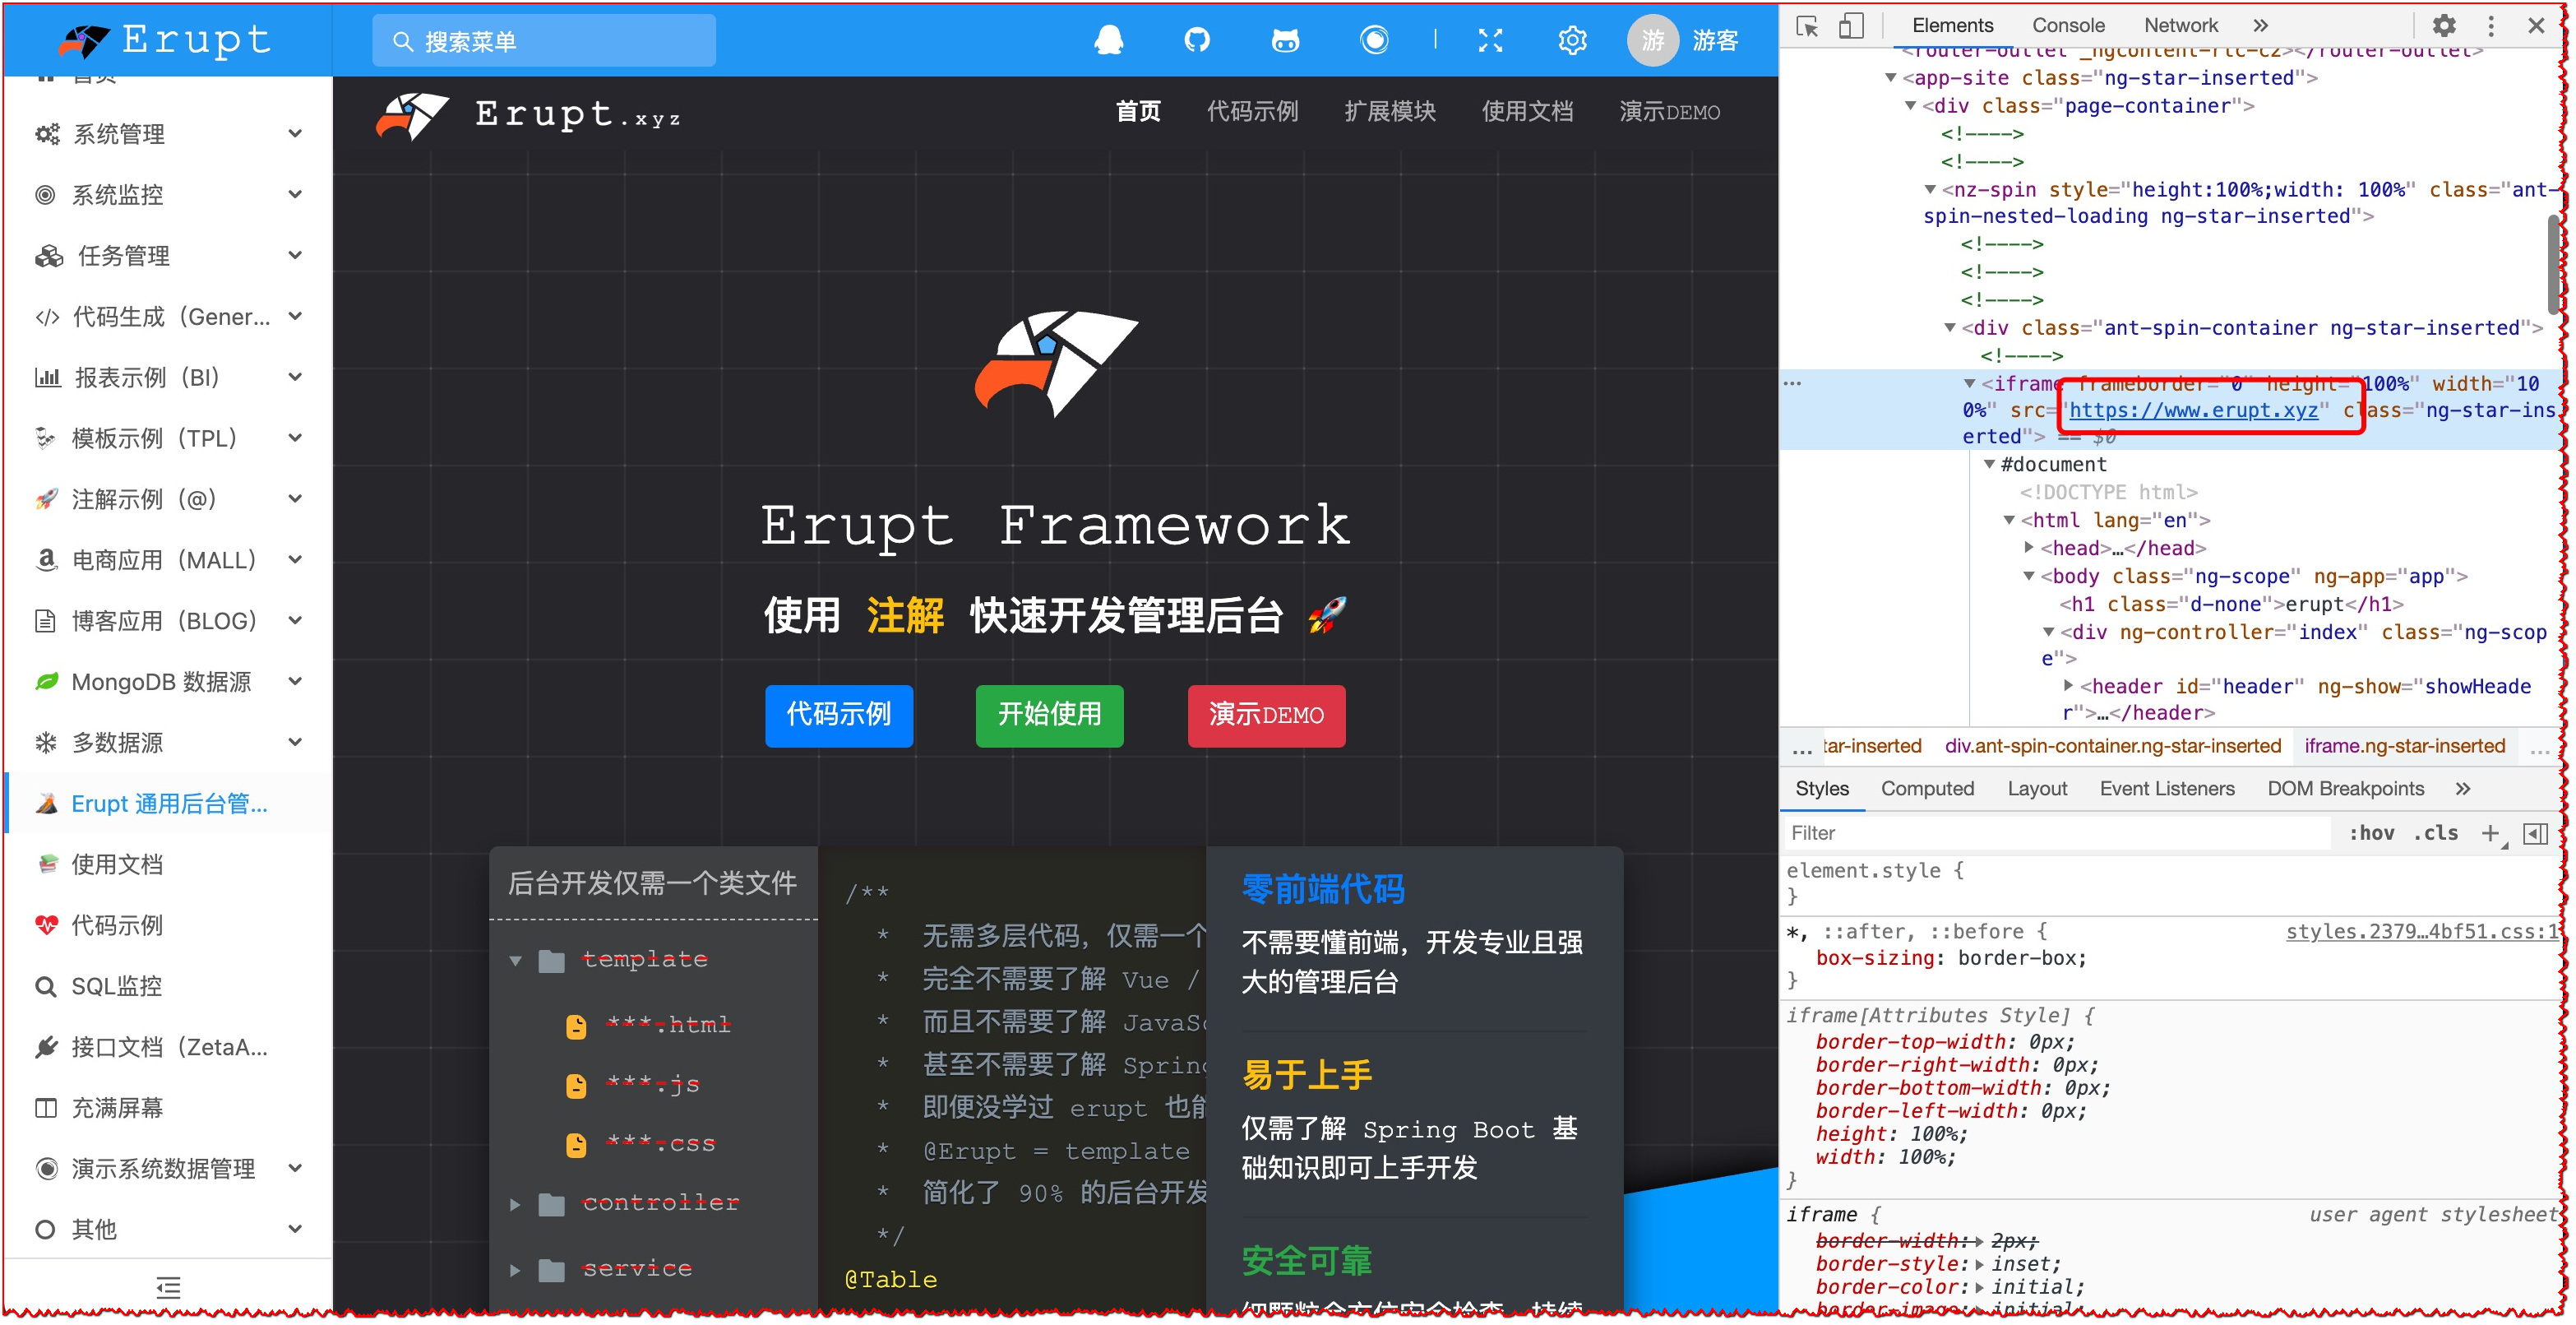 Erupt
搜索菜单
游 游客
首页
系统管理
系统监控
任务管理
代码生成（Gener...
报表示例（BI）
模板示例（TPL）
注解示例（@）
电商应用（MALL）
博客应用（BLOG）
MongoDB 数据源
多数据源
Erupt 通用后台管...
使用文档
代码示例
SQL监控
接口文档（ZetaA...
充满屏幕
演示系统数据管理
其他
Erupt.xyz
首页 代码示例 扩展模块 使用文档 演示DEMO
Erupt Framework
使用 注解 快速开发管理后台 🚀
代码示例 开始使用 演示DEMO
后台开发仅需一个类文件
template
***.html
***.js
***.css
controller
service
/**
* 无需多层代码，仅需一个
* 完全不需要了解 Vue /
* 而且不需要了解 JavaSc
* 甚至不需要了解 Spring
* 即便没学过 erupt 也能
* @Erupt = template
* 简化了 90% 的后台开发
*/
@Table
零前端代码
不需要懂前端，开发专业且强
大的管理后台
易于上手
仅需了解 Spring Boot 基
础知识即可上手开发
安全可靠
Elements Console Network »
<router-outlet _ngcontent-rtc-c2></router-outlet>
<app-site class="ng-star-inserted">
<div class="page-container">
<!---->
<!---->
<nz-spin style="height:100%;width: 100%" class="ant-
spin-nested-loading ng-star-inserted">
<!---->
<!---->
<!---->
<div class="ant-spin-container ng-star-inserted">
<!---->
<iframe frameborder="0" height="100%" width="10
0%" src="https://www.erupt.xyz" class="ng-star-ins
erted"> == $0
#document
<!DOCTYPE html>
<html lang="en">
<head>…</head>
<body class="ng-scope" ng-app="app">
<h1 class="d-none">erupt</h1>
<div ng-controller="index" class="ng-scop
e">
<header id="header" ng-show="showHeade
r">…</header>
... tar-inserted div.ant-spin-container.ng-star-inserted iframe.ng-star-inserted ...
Styles Computed Layout Event Listeners DOM Breakpoints »
Filter :hov .cls +
element.style {
}
*, ::after, ::before { styles.2379…4bf51.css:1
box-sizing: border-box;
}
iframe[Attributes Style] {
border-top-width: 0px;
border-right-width: 0px;
border-bottom-width: 0px;
border-left-width: 0px;
height: 100%;
width: 100%;
}
iframe { user agent stylesheet
border-width: 2px;
border-style: inset;
border-color: initial;
border-image: initial;